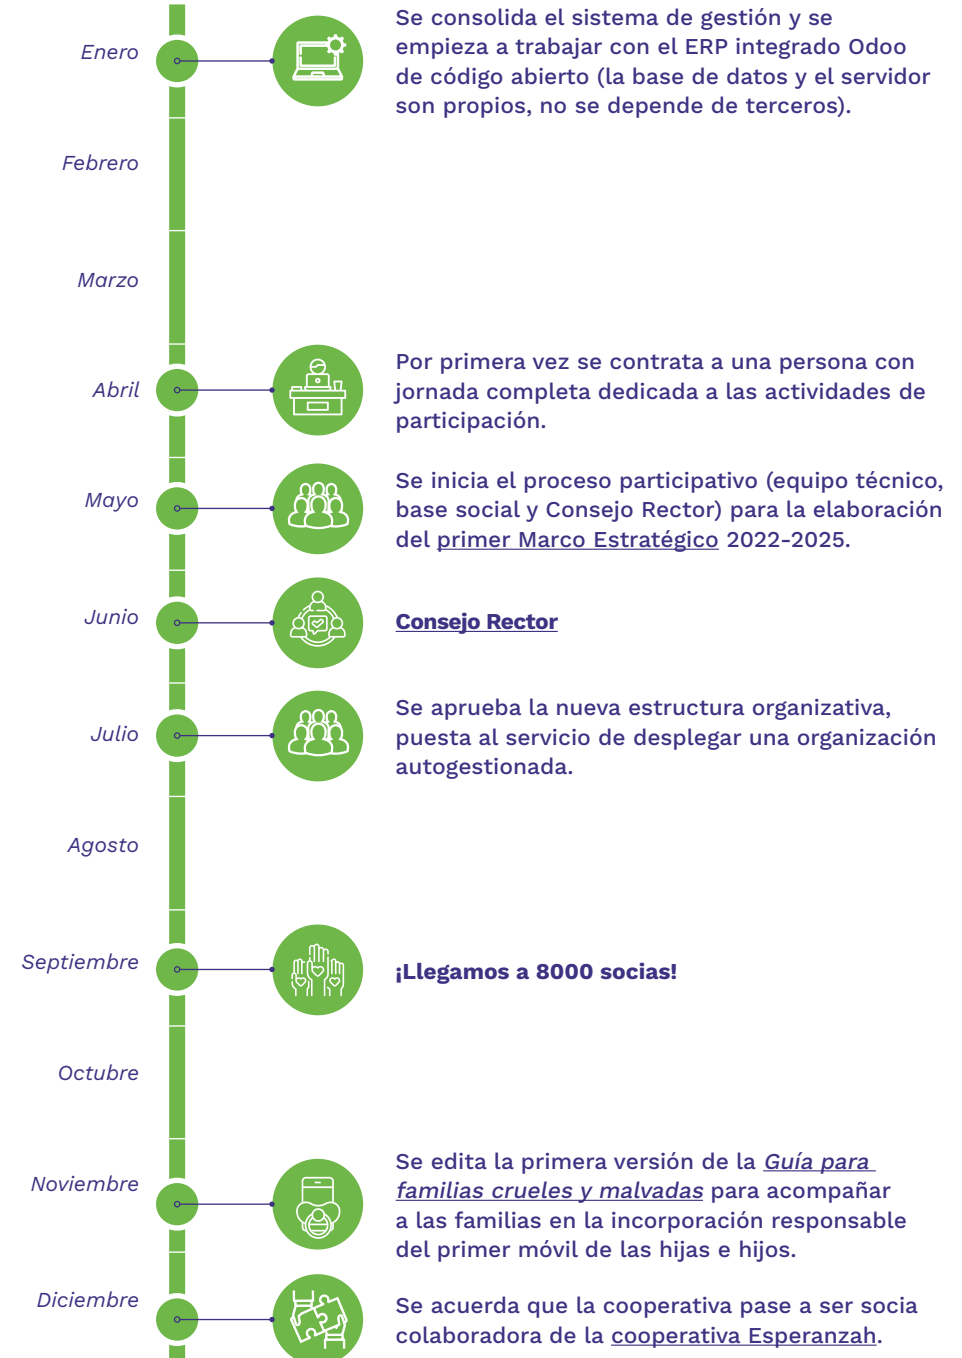 Enero
Se consolida el sistema de gestión y se
empieza a trabajar con el ERP integrado Odoo
de código abierto (la base de datos y el servidor
son propios, no se depende de terceros).
Febrero
Marzo
Abril
Por primera vez se contrata a una persona con
jornada completa dedicada a las actividades de
participación.
Mayo
Se inicia el proceso participativo (equipo técnico,
base social y Consejo Rector) para la elaboración
del primer Marco Estratégico 2022-2025.
Junio
Consejo Rector
Julio
Se aprueba la nueva estructura organizativa,
puesta al servicio de desplegar una organización
autogestionada.
Agosto
Septiembre
¡Llegamos a 8000 socias!
Octubre
Noviembre
Se edita la primera versión de la Guía para
familias crueles y malvadas para acompañar
a las familias en la incorporación responsable
del primer móvil de las hijas e hijos.
Diciembre
Se acuerda que la cooperativa pase a ser socia
colaboradora de la cooperativa Esperanzah.